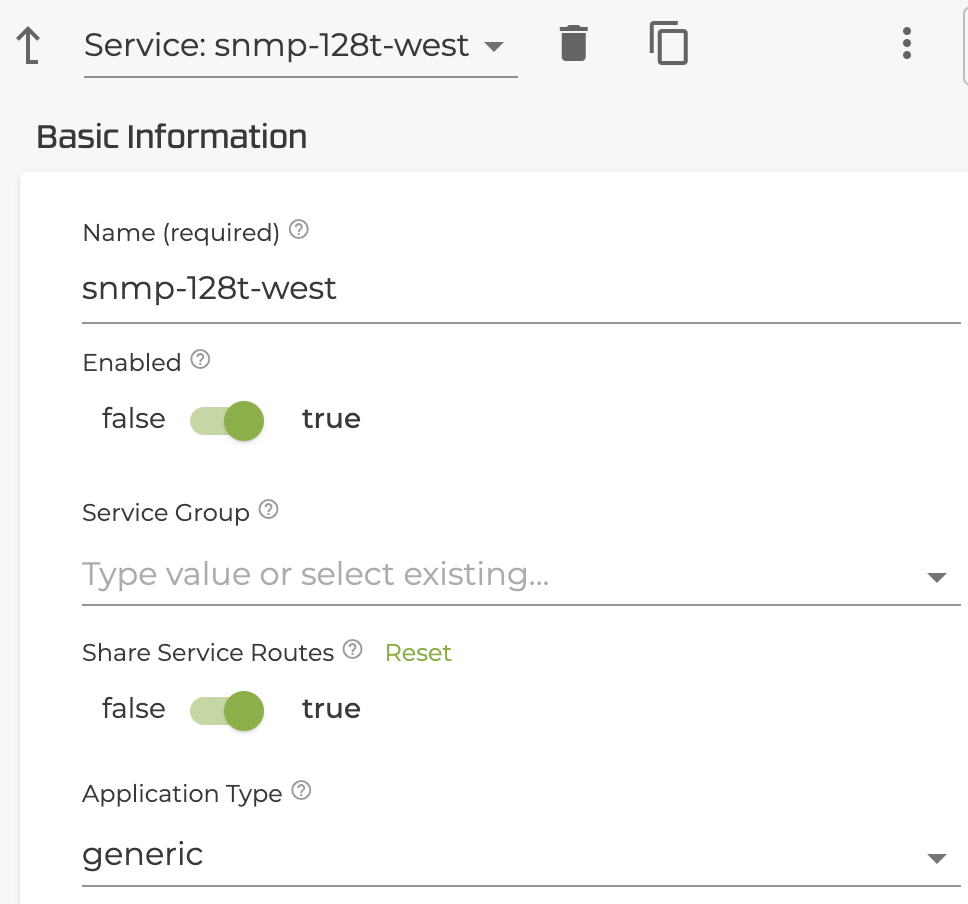 Service: snmp-128t-west
Basic Information
Name (required)
snmp-128t-west
Enabled
false true
Service Group
Type value or select existing...
Share Service Routes Reset
false true
Application Type
generic